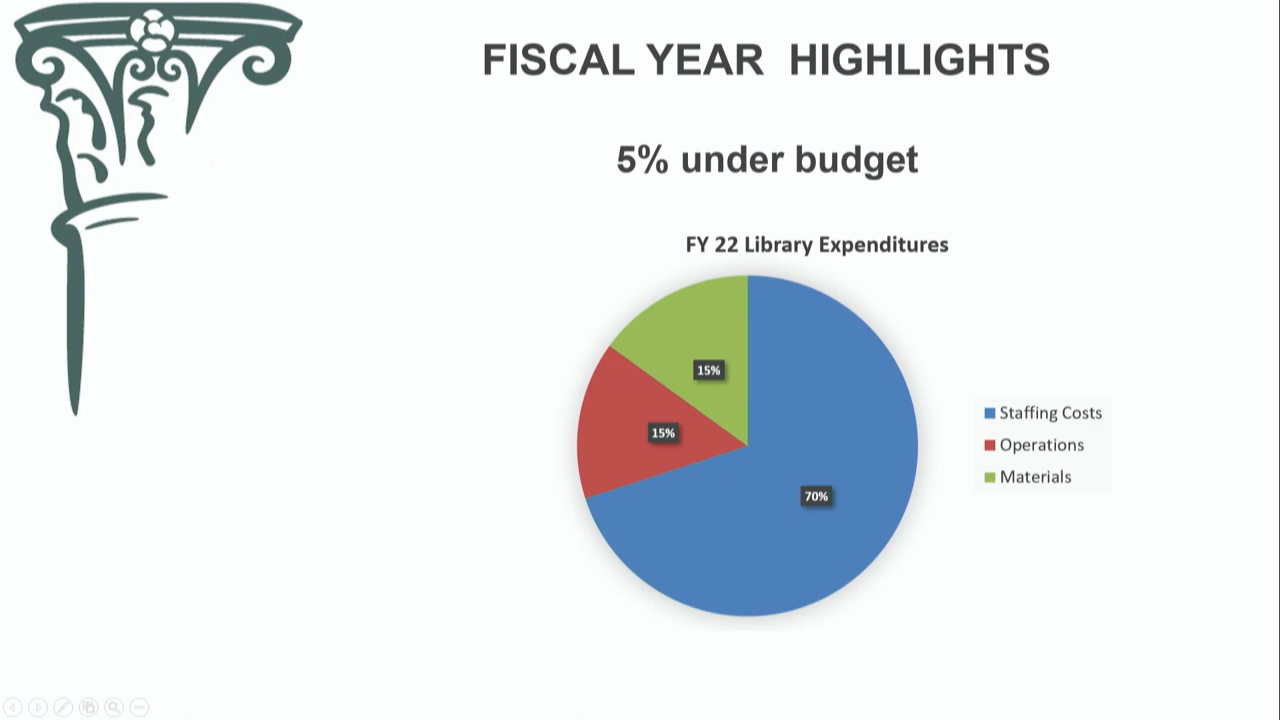 FISCAL YEAR  HIGHLIGHTS
5% under budget
FY 22 Library Expenditures
15%
15%
70%
Staffing Costs
Operations
Materials